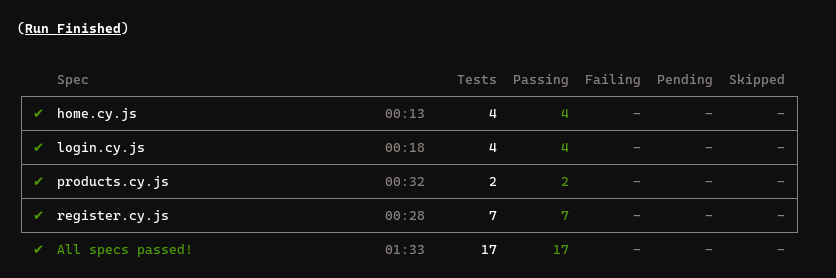 (Run Finished)
Spec Tests Passing Failing Pending Skipped
✔ home.cy.js 00:13 4 4 – – –
✔ login.cy.js 00:18 4 4 – – –
✔ products.cy.js 00:32 2 2 – – –
✔ register.cy.js 00:28 7 7 – – –
✔ All specs passed! 01:33 17 17 – – –